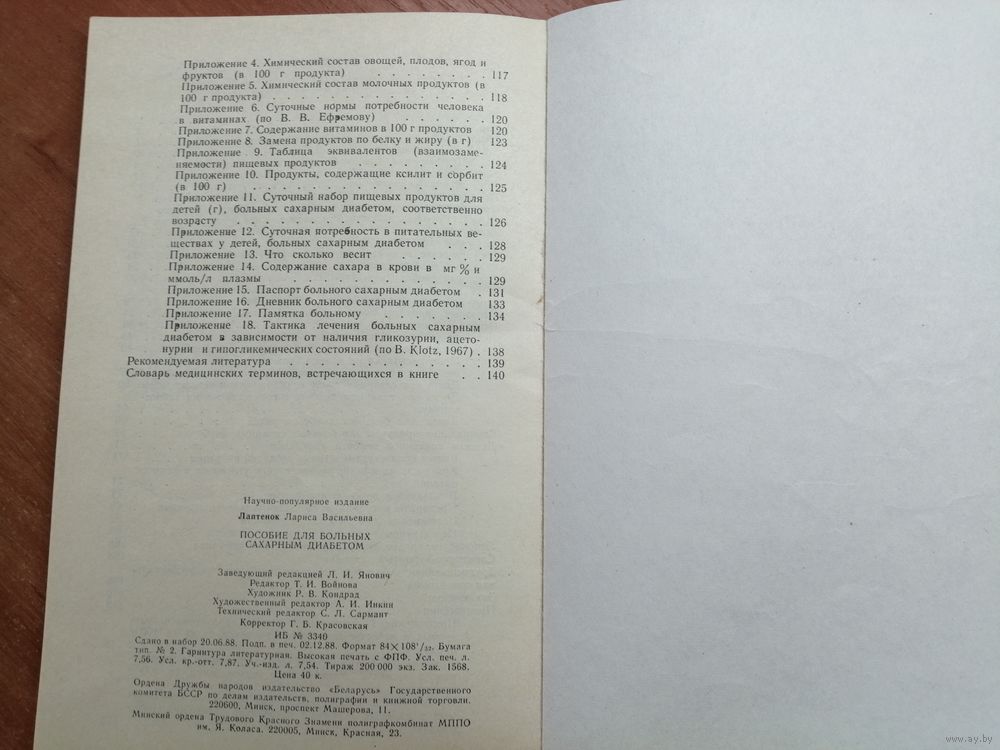 Приложение 4. Химический состав овощей, плодов, ягод и
фруктов (в 100 г продукта) . . . . . . . . 117
Приложение 5. Химический состав молочных продуктов (в
100 г продукта) . . . . . . . . . . . . . 118
Приложение 6. Суточные нормы потребности человека
в витаминах (по В. В. Ефремову) . . . . . . 120
Приложение 7. Содержание витаминов в 100 г продуктов 120
Приложение 8. Замена продуктов по белку и жиру (в г) 123
Приложение 9. Таблица эквивалентов (взаимозаме-
няемости) пищевых продуктов . . . . . . . . 124
Приложение 10. Продукты, содержащие ксилит и сорбит
(в 100 г) . . . . . . . . . . . . . . . 125
Приложение 11. Суточный набор пищевых продуктов для
детей (г), больных сахарным диабетом, соответственно
возрасту . . . . . . . . . . . . . . . . 126
Приложение 12. Суточная потребность в питательных ве-
ществах у детей, больных сахарным диабетом . . . 128
Приложение 13. Что сколько весит . . . . . . 129
Приложение 14. Содержание сахара в крови в мг % и
ммоль/л плазмы . . . . . . . . . . . . . 129
Приложение 15. Паспорт больного сахарным диабетом . 131
Приложение 16. Дневник больного сахарным диабетом 133
Приложение 17. Памятка больному . . . . . . 134
Приложение 18. Тактика лечения больных сахарным
диабетом в зависимости от наличия гликозурии, ацето-
нурии и гипогликемических состояний (по В. Klotz, 1967) . 138
Рекомендуемая литература . . . . . . . . . . . . 139
Словарь медицинских терминов, встречающихся в книге . . 140
Научно-популярное издание
Лаптенок Лариса Васильевна
ПОСОБИЕ ДЛЯ БОЛЬНЫХ
САХАРНЫМ ДИАБЕТОМ
Заведующий редакцией Л. И. Янович
Редактор Т. И. Войнова
Художник Р. В. Кондрад
Художественный редактор А. И. Инкин
Технический редактор С. Л. Сармант
Корректор Г. Б. Красовская
ИБ № 3340
Сдано в набор 20.06.88. Подп. в печ. 02.12.88. Формат 84×108¹/₃₂. Бумага
тип. № 2. Гарнитура литературная. Высокая печать с ФПФ. Усл. печ. л.
7,56. Усл. кр.-отт. 7,87. Уч.-изд. л. 7,54. Тираж 200 000 экз. Зак. 1568.
Цена 40 к.
Ордена Дружбы народов издательство «Беларусь» Государственного
комитета БССР по делам издательств, полиграфии и книжной торговли.
220600, Минск, проспект Машерова, 11.
Минский ордена Трудового Красного Знамени полиграфкомбинат МППО
им. Я. Коласа. 220005, Минск, Красная, 23.
www.ay.by